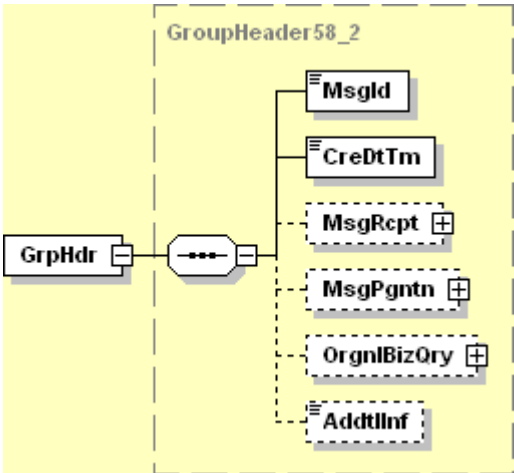 GroupHeader58_2
MsgId
CreDtTm
MsgRcpt
GrpHdr
MsgPgntn
OrgnlBizQry
AddtlInf